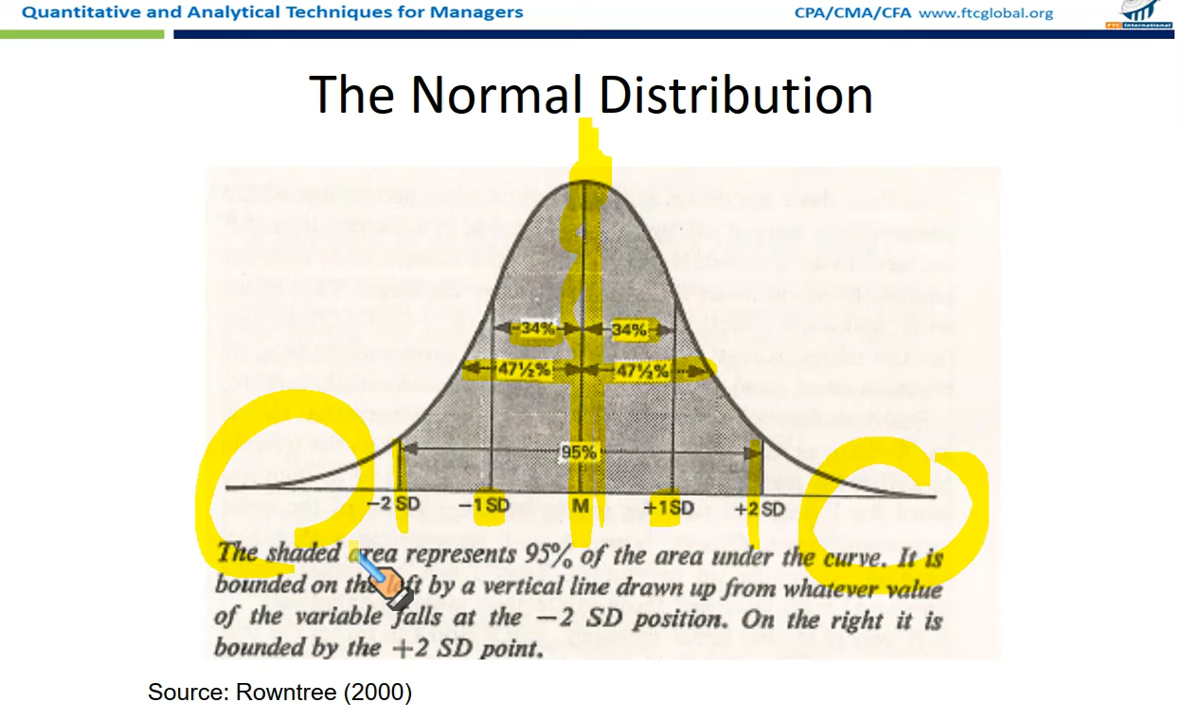 Quantitative and Analytical Techniques for Managers
CPA/CMA/CFA www.ftcglobal.org
FTC International
The Normal Distribution
34% 34%
47½% 47½%
95%
−2 SD −1 SD M +1SD +2 SD
The shaded area represents 95% of the area under the curve. It is
bounded on the left by a vertical line drawn up from whatever value
of the variable falls at the −2 SD position. On the right it is
bounded by the +2 SD point.
Source: Rowntree (2000)